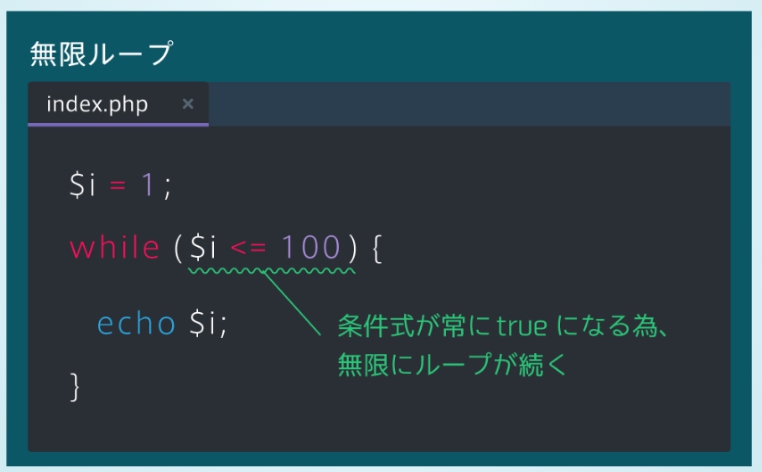 無限ループ
index.php ×
$i = 1;
while ($i <= 100) {
echo $i;
条件式が常にtrueになる為、
無限にループが続く
}